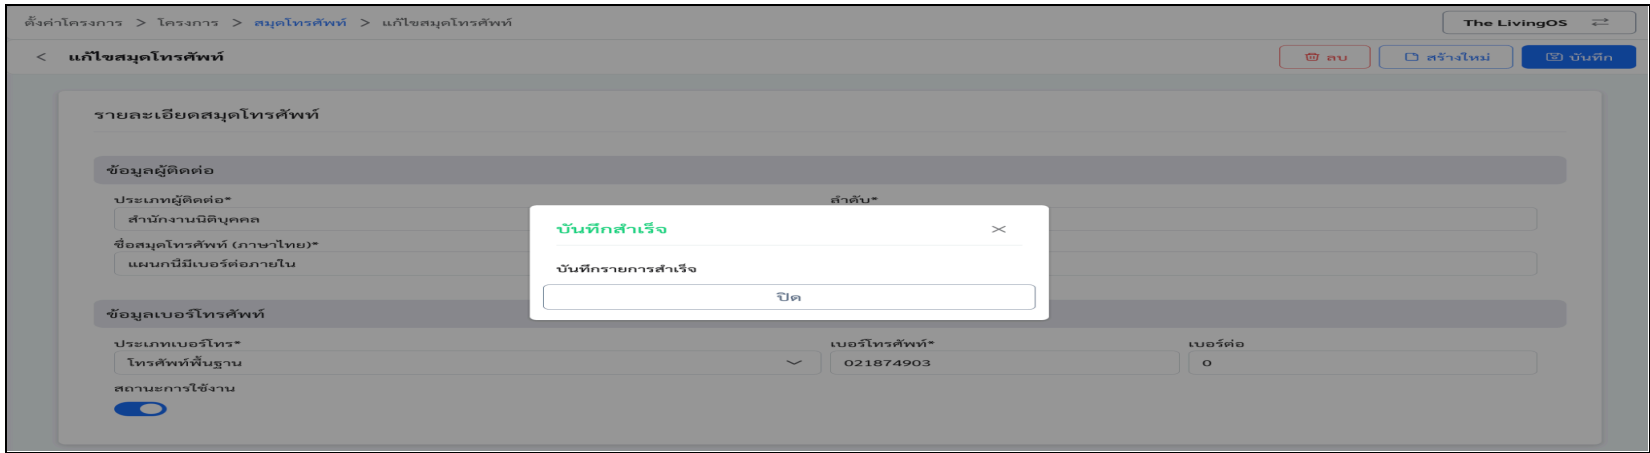 ตั้งค่าโครงการ > โครงการ > สมุดโทรศัพท์ > แก้ไขสมุดโทรศัพท์
The LivingOS
< แก้ไขสมุดโทรศัพท์
ลบ
สร้างใหม่
บันทึก
รายละเอียดสมุดโทรศัพท์
ข้อมูลผู้ติดต่อ
ประเภทผู้ติดต่อ*
ลำดับ*
สำนักงานนิติบุคคล
ชื่อสมุดโทรศัพท์ (ภาษาไทย)*
แผนกนี้มีเบอร์ต่อภายใน
บันทึกสำเร็จ
บันทึกรายการสำเร็จ
ปิด
ข้อมูลเบอร์โทรศัพท์
ประเภทเบอร์โทร*
เบอร์โทรศัพท์*
เบอร์ต่อ
โทรศัพท์พื้นฐาน
021874903
0
สถานะการใช้งาน